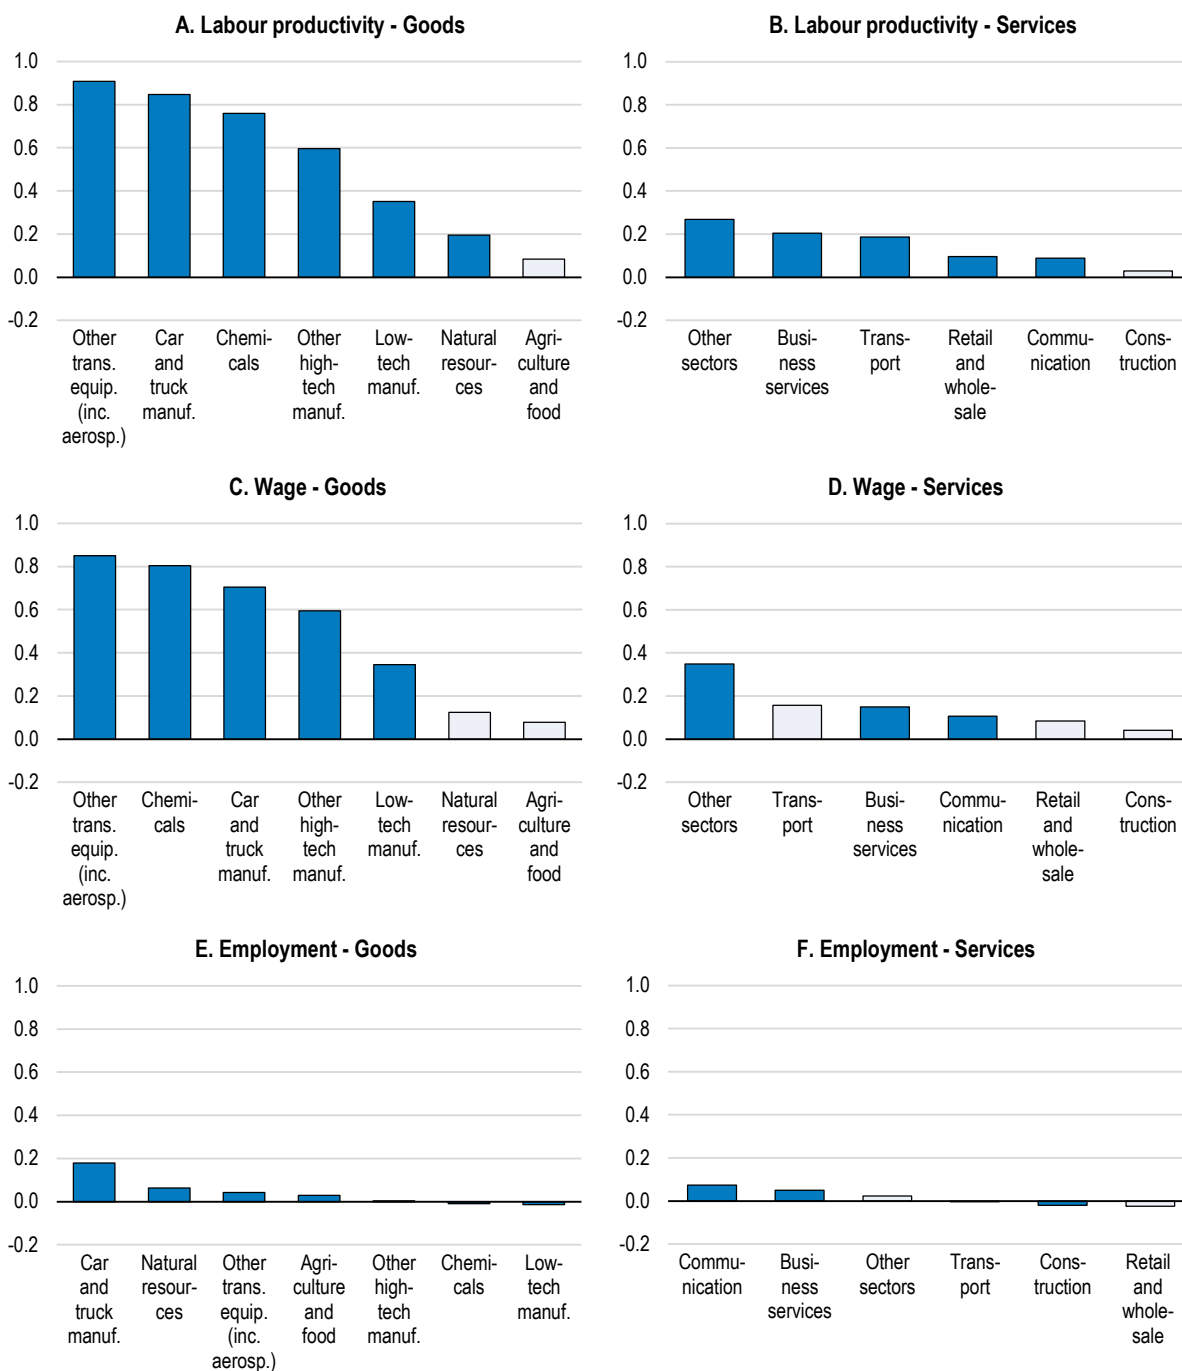 A. Labour productivity - Goods
1.0
0.8
0.6
0.4
0.2
0.0
-0.2
Other
trans.
equip.
(inc.
aerosp.)
Car
and
truck
manuf.
Chemi-
cals
Other
high-
tech
manuf.
Low-
tech
manuf.
Natural
resour-
ces
Agri-
culture
and
food
B. Labour productivity - Services
1.0
0.8
0.6
0.4
0.2
0.0
-0.2
Other
sectors
Busi-
ness
services
Trans-
port
Retail
and
whole-
sale
Commu-
nication
Cons-
truction
C. Wage - Goods
1.0
0.8
0.6
0.4
0.2
0.0
-0.2
Other
trans.
equip.
(inc.
aerosp.)
Chemi-
cals
Car
and
truck
manuf.
Other
high-
tech
manuf.
Low-
tech
manuf.
Natural
resour-
ces
Agri-
culture
and
food
D. Wage - Services
1.0
0.8
0.6
0.4
0.2
0.0
-0.2
Other
sectors
Trans-
port
Busi-
ness
services
Commu-
nication
Retail
and
whole-
sale
Cons-
truction
E. Employment - Goods
1.0
0.8
0.6
0.4
0.2
0.0
-0.2
Car
and
truck
manuf.
Natural
resour-
ces
Other
trans.
equip.
(inc.
aerosp.)
Agri-
culture
and
food
Other
high-
tech
manuf.
Chemi-
cals
Low-
tech
manuf.
F. Employment - Services
1.0
0.8
0.6
0.4
0.2
0.0
-0.2
Commu-
nication
Busi-
ness
services
Other
sectors
Trans-
port
Cons-
truction
Retail
and
whole-
sale